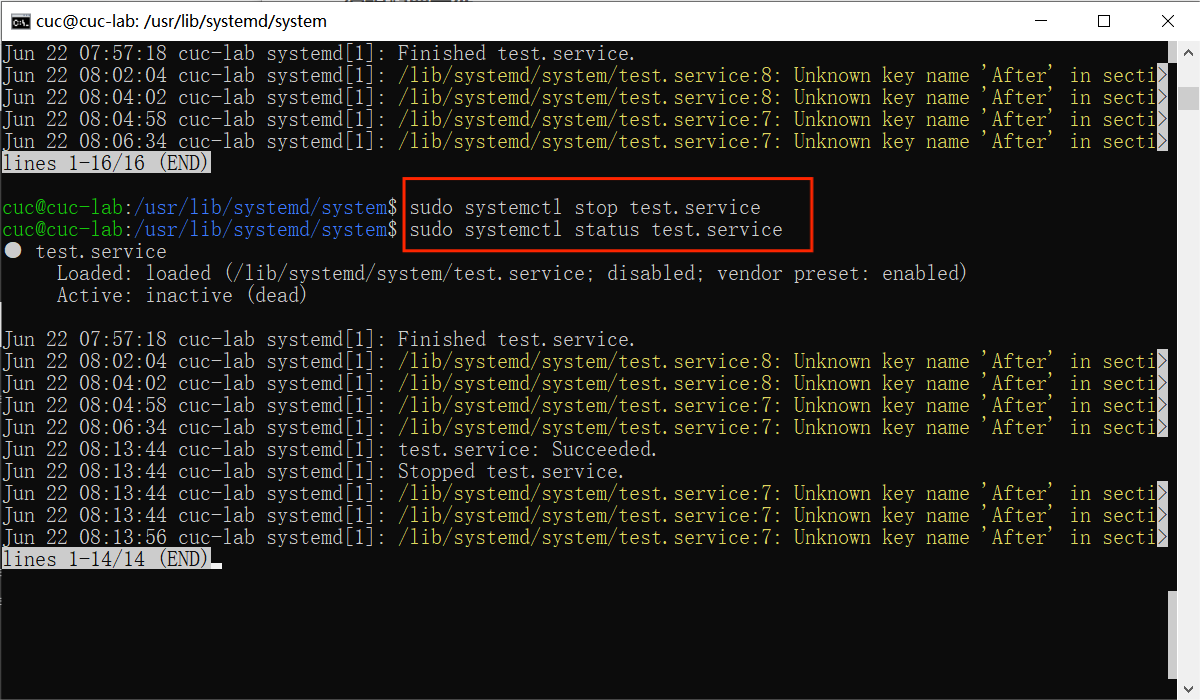 cuc@cuc-lab: /usr/lib/systemd/system
Jun 22 07:57:18 cuc-lab systemd[1]: Finished test.service.
Jun 22 08:02:04 cuc-lab systemd[1]: /lib/systemd/system/test.service:8: Unknown key name 'After' in secti>
Jun 22 08:04:02 cuc-lab systemd[1]: /lib/systemd/system/test.service:8: Unknown key name 'After' in secti>
Jun 22 08:04:58 cuc-lab systemd[1]: /lib/systemd/system/test.service:7: Unknown key name 'After' in secti>
Jun 22 08:06:34 cuc-lab systemd[1]: /lib/systemd/system/test.service:7: Unknown key name 'After' in secti>
lines 1-16/16 (END)
cuc@cuc-lab:/usr/lib/systemd/system$ sudo systemctl stop test.service
cuc@cuc-lab:/usr/lib/systemd/system$ sudo systemctl status test.service
● test.service
Loaded: loaded (/lib/systemd/system/test.service; disabled; vendor preset: enabled)
Active: inactive (dead)
Jun 22 07:57:18 cuc-lab systemd[1]: Finished test.service.
Jun 22 08:02:04 cuc-lab systemd[1]: /lib/systemd/system/test.service:8: Unknown key name 'After' in secti>
Jun 22 08:04:02 cuc-lab systemd[1]: /lib/systemd/system/test.service:8: Unknown key name 'After' in secti>
Jun 22 08:04:58 cuc-lab systemd[1]: /lib/systemd/system/test.service:7: Unknown key name 'After' in secti>
Jun 22 08:06:34 cuc-lab systemd[1]: /lib/systemd/system/test.service:7: Unknown key name 'After' in secti>
Jun 22 08:13:44 cuc-lab systemd[1]: test.service: Succeeded.
Jun 22 08:13:44 cuc-lab systemd[1]: Stopped test.service.
Jun 22 08:13:44 cuc-lab systemd[1]: /lib/systemd/system/test.service:7: Unknown key name 'After' in secti>
Jun 22 08:13:44 cuc-lab systemd[1]: /lib/systemd/system/test.service:7: Unknown key name 'After' in secti>
Jun 22 08:13:56 cuc-lab systemd[1]: /lib/systemd/system/test.service:7: Unknown key name 'After' in secti>
lines 1-14/14 (END)